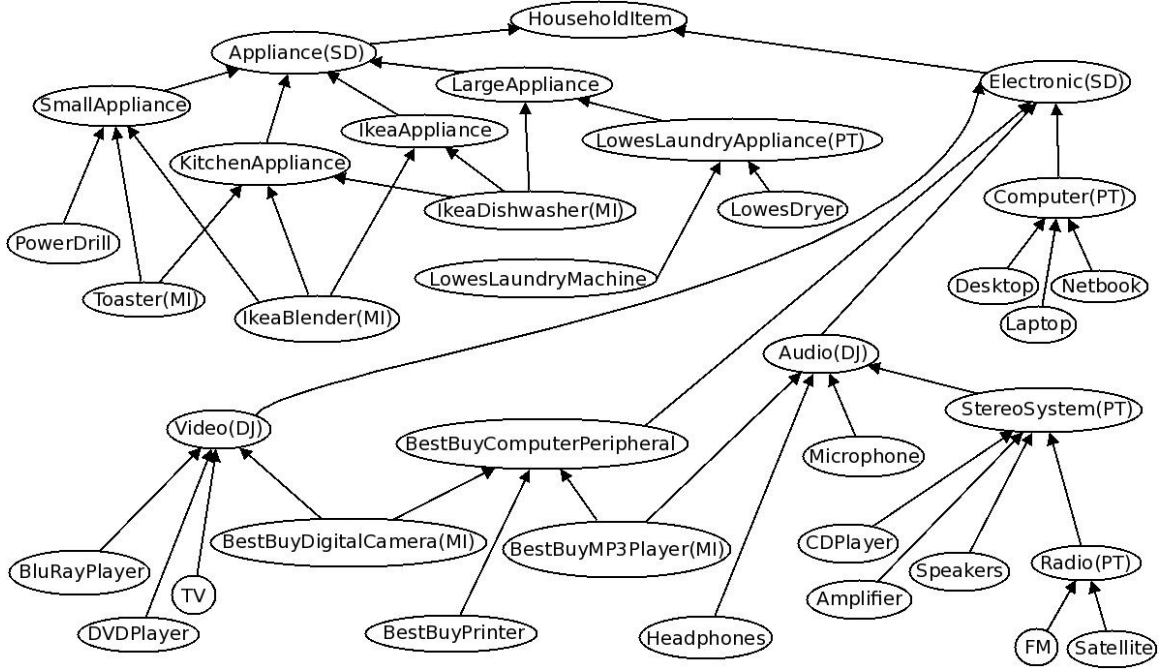 HouseholdItem
Appliance(SD)
Electronic(SD)
LargeAppliance
SmallAppliance
IkeaAppliance
LowesLaundryAppliance(PT)
KitchenAppliance
Computer(PT)
IkeaDishwasher(MI)
LowesDryer
PowerDrill
LowesLaundryMachine
Desktop
Netbook
Toaster(MI)
IkeaBlender(MI)
Laptop
Audio(DJ)
StereoSystem(PT)
Video(DJ)
BestBuyComputerPeripheral
Microphone
BestBuyDigitalCamera(MI)
BestBuyMP3Player(MI)
CDPlayer
Radio(PT)
BluRayPlayer
Speakers
TV
Amplifier
DVDPlayer
BestBuyPrinter
Headphones
FM
Satellite